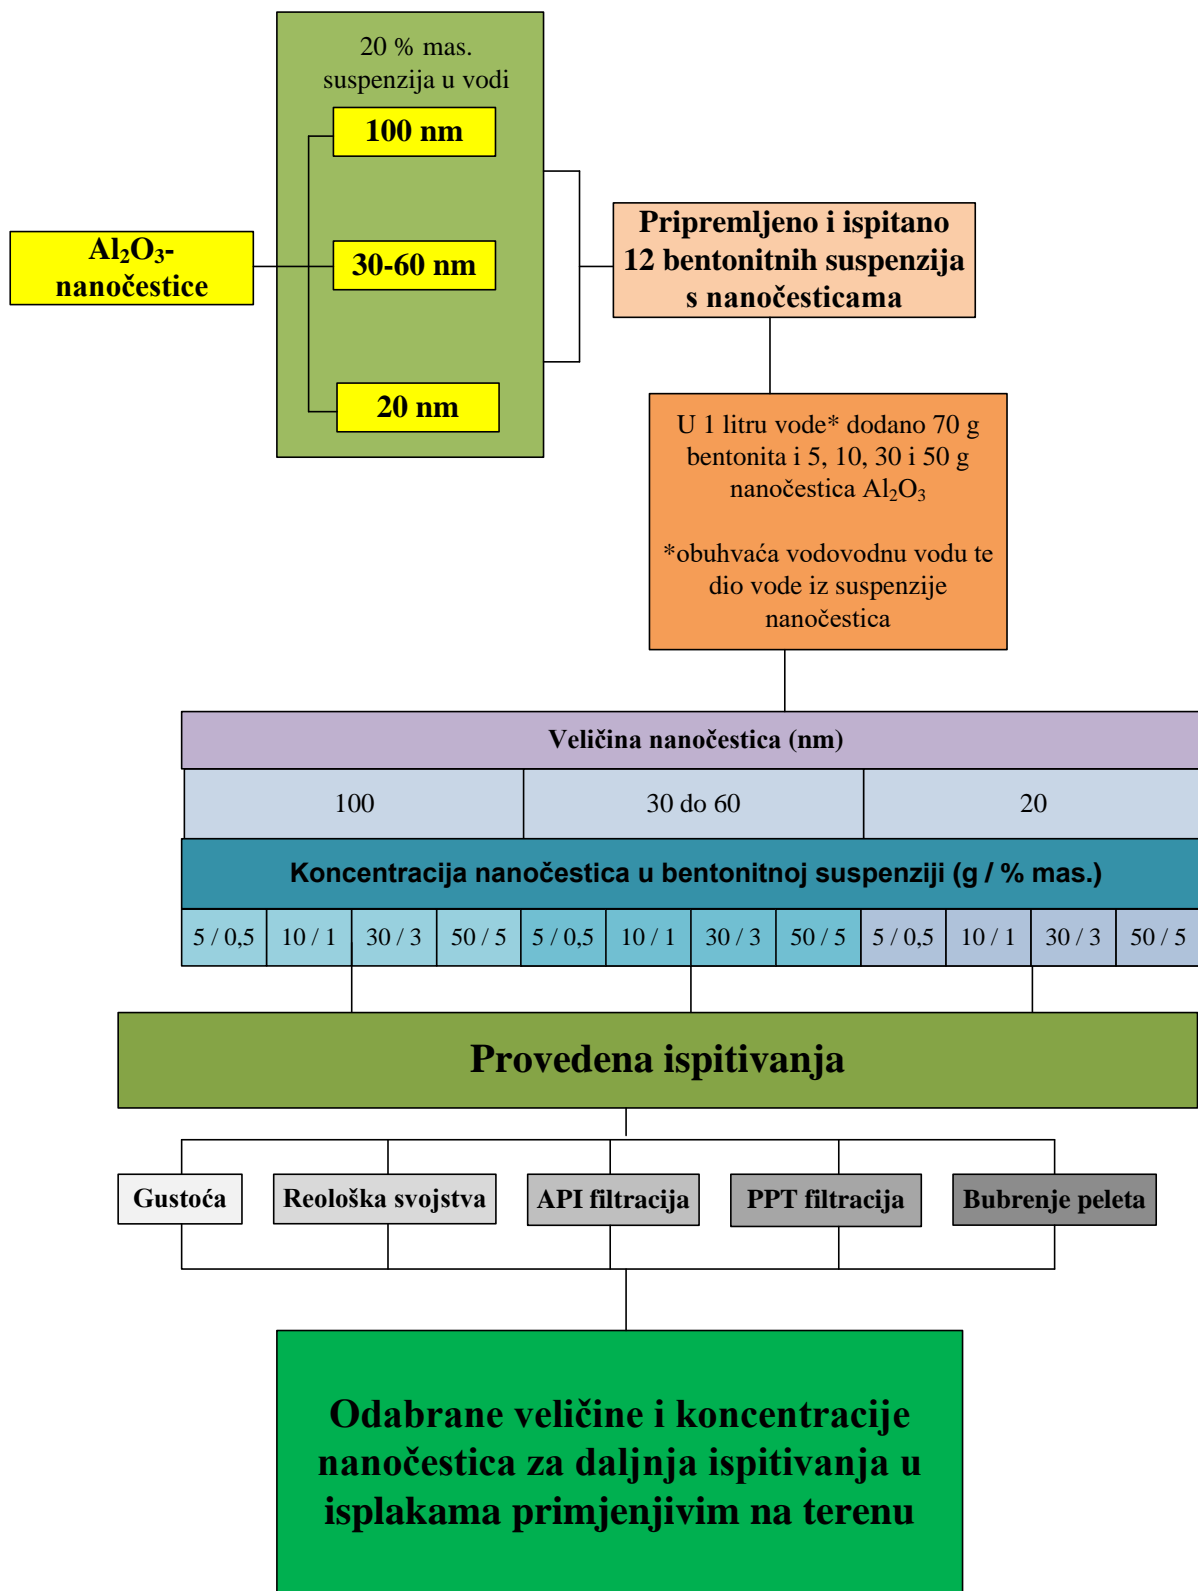 20 % mas.
suspenzija u vodi
100 nm
30-60 nm
20 nm
Al₂O₃-
nanočestice
Pripremljeno i ispitano
12 bentonitnih suspenzija
s nanočesticama
U 1 litru vode* dodano 70 g
bentonita i 5, 10, 30 i 50 g
nanočestica Al₂O₃
*obuhvaća vodovodnu vodu te
dio vode iz suspenzije
nanočestica
Veličina nanočestica (nm)
100 30 do 60 20
Koncentracija nanočestica u bentonitnoj suspenziji (g / % mas.)
5 / 0,5 10 / 1 30 / 3 50 / 5 5 / 0,5 10 / 1 30 / 3 50 / 5 5 / 0,5 10 / 1 30 / 3 50 / 5
Provedena ispitivanja
Gustoća Reološka svojstva API filtracija PPT filtracija Bubrenje peleta
Odabrane veličine i koncentracije
nanočestica za daljnja ispitivanja u
isplakama primjenjivim na terenu